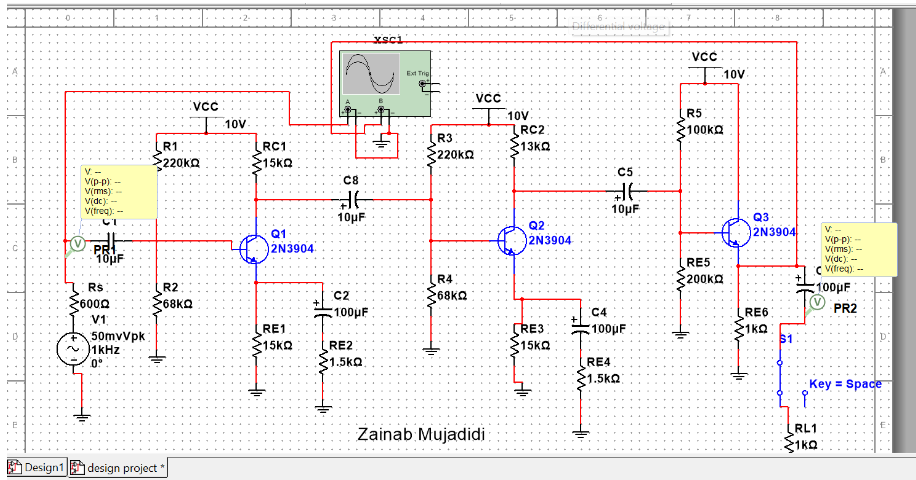 Differential voltage
0 1 2 3 4 5 6 7 8
A
A
XSC1
Ext Trig
A B
VCC
10V
VCC
10V
VCC
10V
R1
220kΩ
RC1
15kΩ
R3
220kΩ
RC2
13kΩ
R5
100kΩ
B
B
V: --
V(p-p): --
V(rms): --
V(dc): --
V(freq): --
C8
10µF
C5
10µF
C1
10µF
V
PR1
Q1
2N3904
Q2
2N3904
Q3
2N3904
V: --
V(p-p): --
V(rms): --
V(dc): --
V(freq): --
Rs
600Ω
R2
68kΩ
C2
100µF
R4
68kΩ
C4
100µF
RE5
200kΩ
100µF
V
PR2
V1
50mvVpk
1kHz
0°
RE1
15kΩ
RE2
1.5kΩ
RE3
15kΩ
RE4
1.5kΩ
RE6
1kΩ
S1
Key = Space
D
D
RL1
1kΩ
E
E
Zainab Mujadidi
Design1 design project *